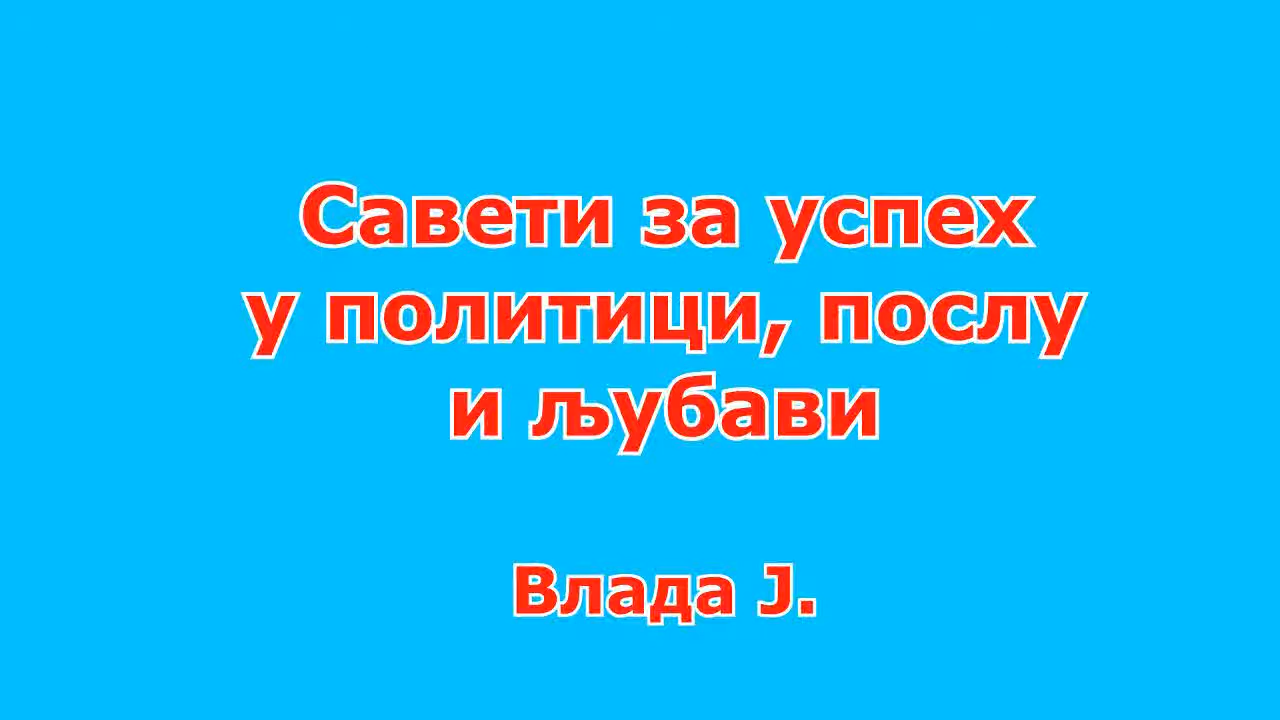 Савети за успех
у политици, послу
и љубави
Влада Ј.